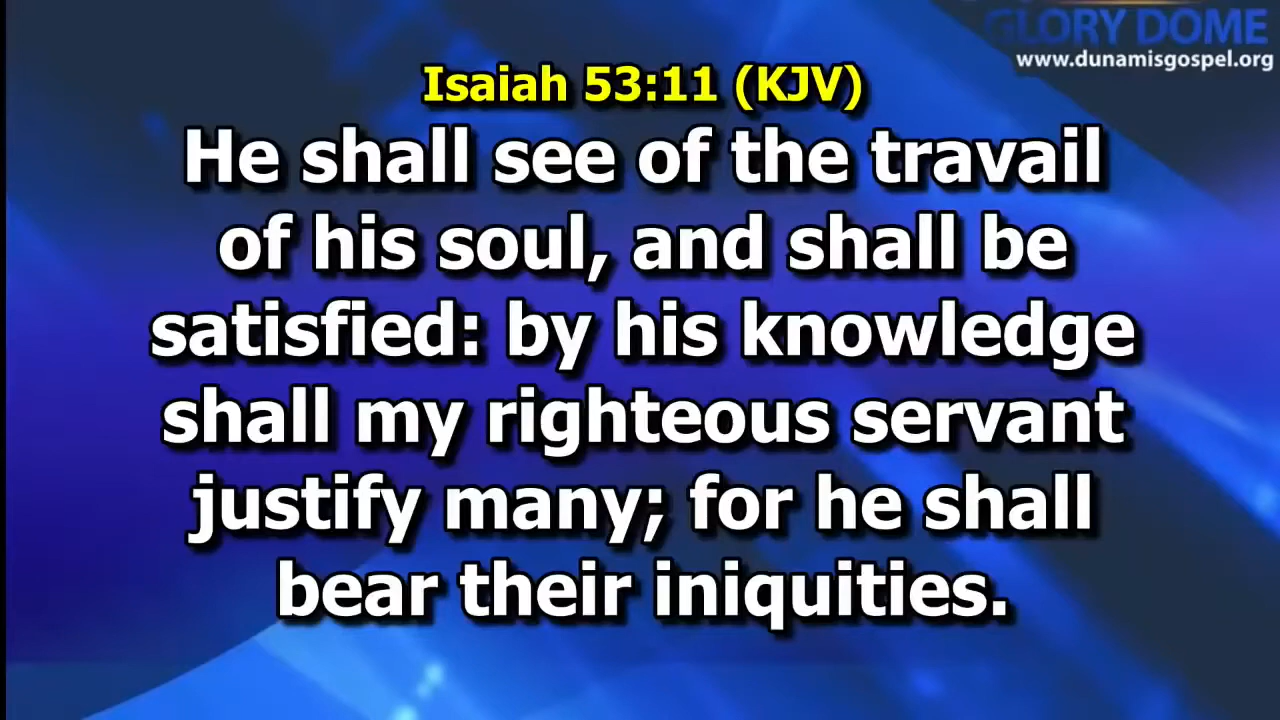 GLORY DOME
www.dunamisgospel.org
Isaiah 53:11 (KJV)
He shall see of the travail
of his soul, and shall be
satisfied: by his knowledge
shall my righteous servant
justify many; for he shall
bear their iniquities.